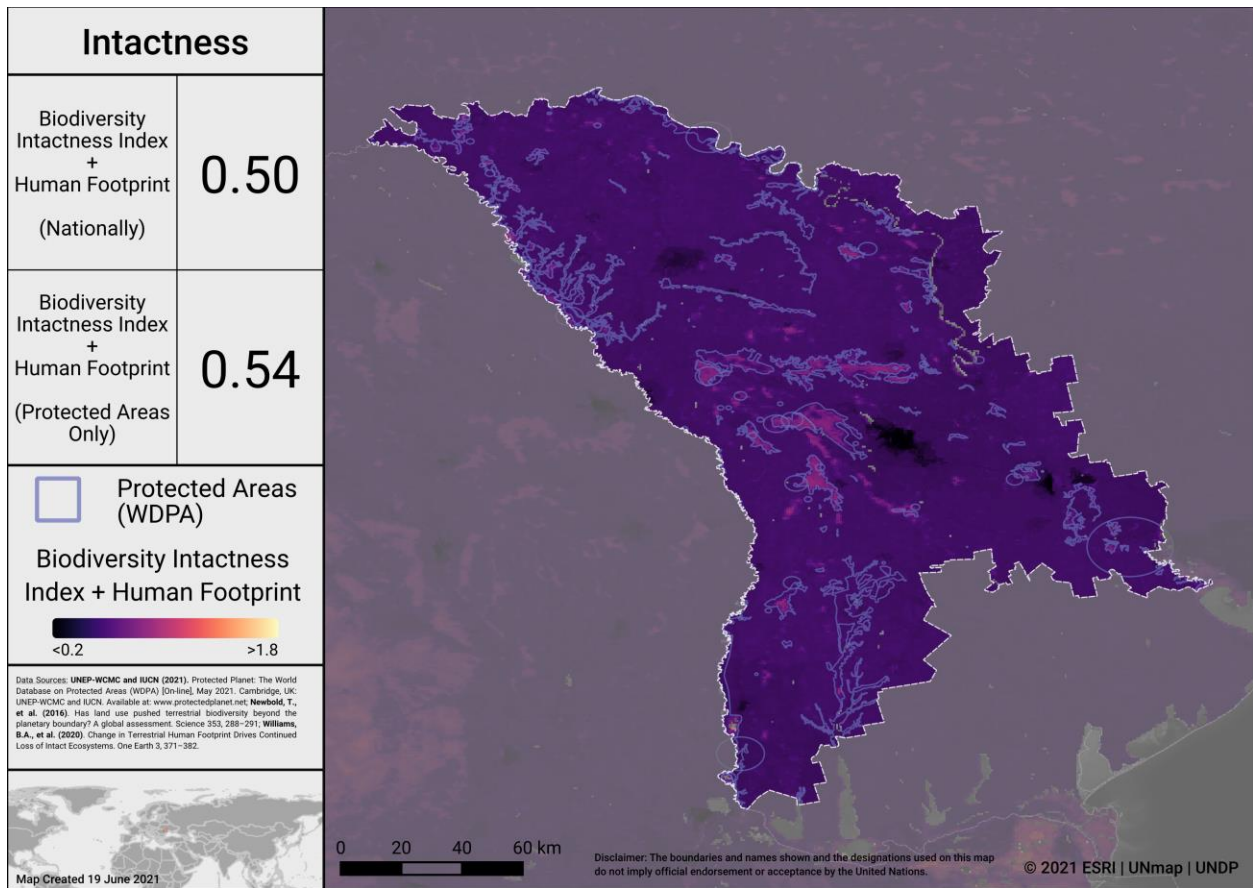 Intactness
Biodiversity
Intactness Index
+
Human Footprint
(Nationally)
0.50
Biodiversity
Intactness Index
+
Human Footprint
(Protected Areas
Only)
0.54
Protected Areas
(WDPA)
Biodiversity Intactness
Index + Human Footprint
<0.2 >1.8
Data Sources: UNEP-WCMC and IUCN (2021). Protected Planet: The World
Database on Protected Areas (WDPA) [On-line], May 2021. Cambridge, UK:
UNEP-WCMC and IUCN. Available at: www.protectedplanet.net; Newbold, T.,
et al. (2016). Has land use pushed terrestrial biodiversity beyond the
planetary boundary? A global assessment. Science 353, 288–291; Williams,
B.A., et al. (2020). Change in Terrestrial Human Footprint Drives Continued
Loss of Intact Ecosystems. One Earth 3, 371–382.
Map Created 19 June 2021
0 20 40 60 km
Disclaimer: The boundaries and names shown and the designations used on this map
do not imply official endorsement or acceptance by the United Nations.
© 2021 ESRI | UNmap | UNDP